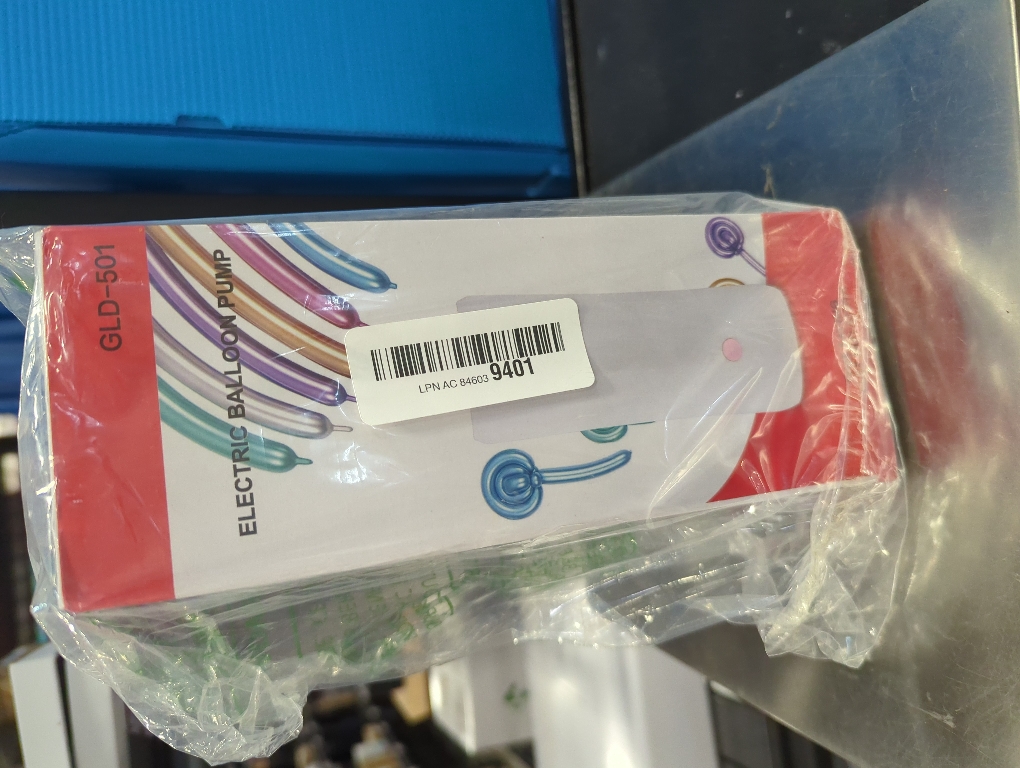 GLD-501
ELECTRIC BALLOON PUMP
LPN AC 84603 9401